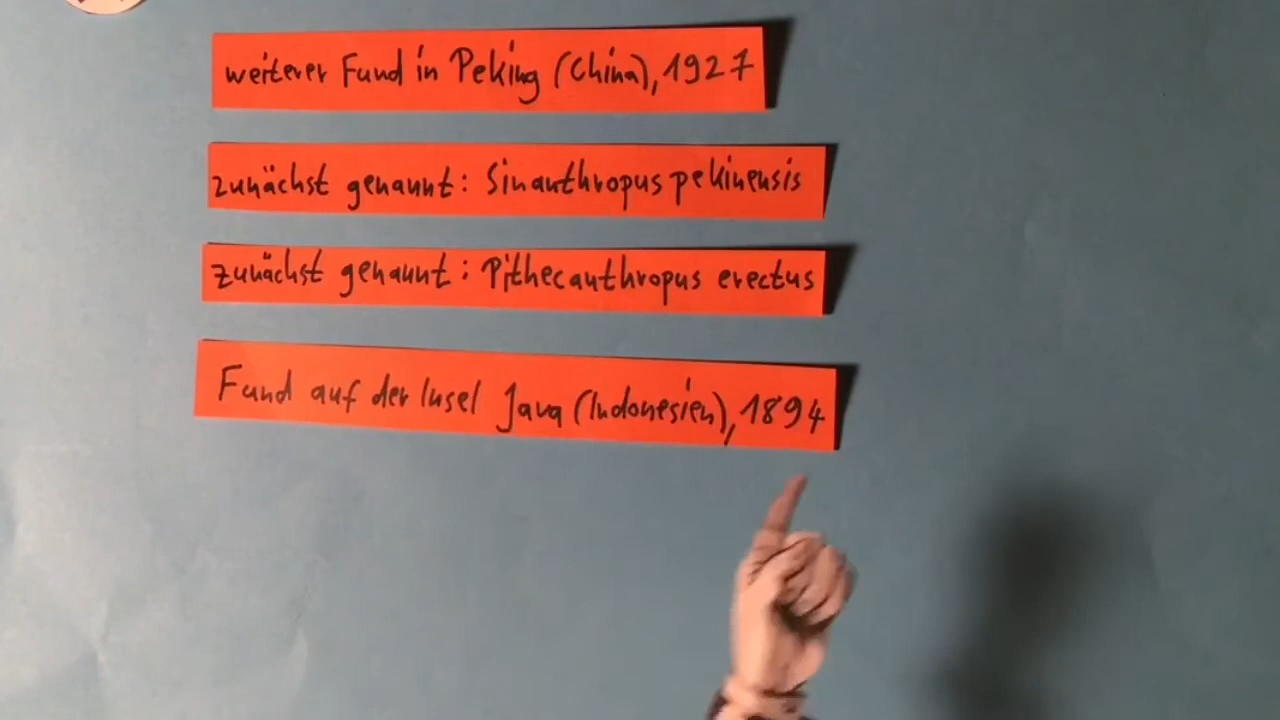 weiterer Fund in Peking (China), 1927
zunächst genannt: Sinanthropus pekinensis
zunächst genannt: Pithecanthropus erectus
Fund auf der Insel Java (Indonesien), 1894